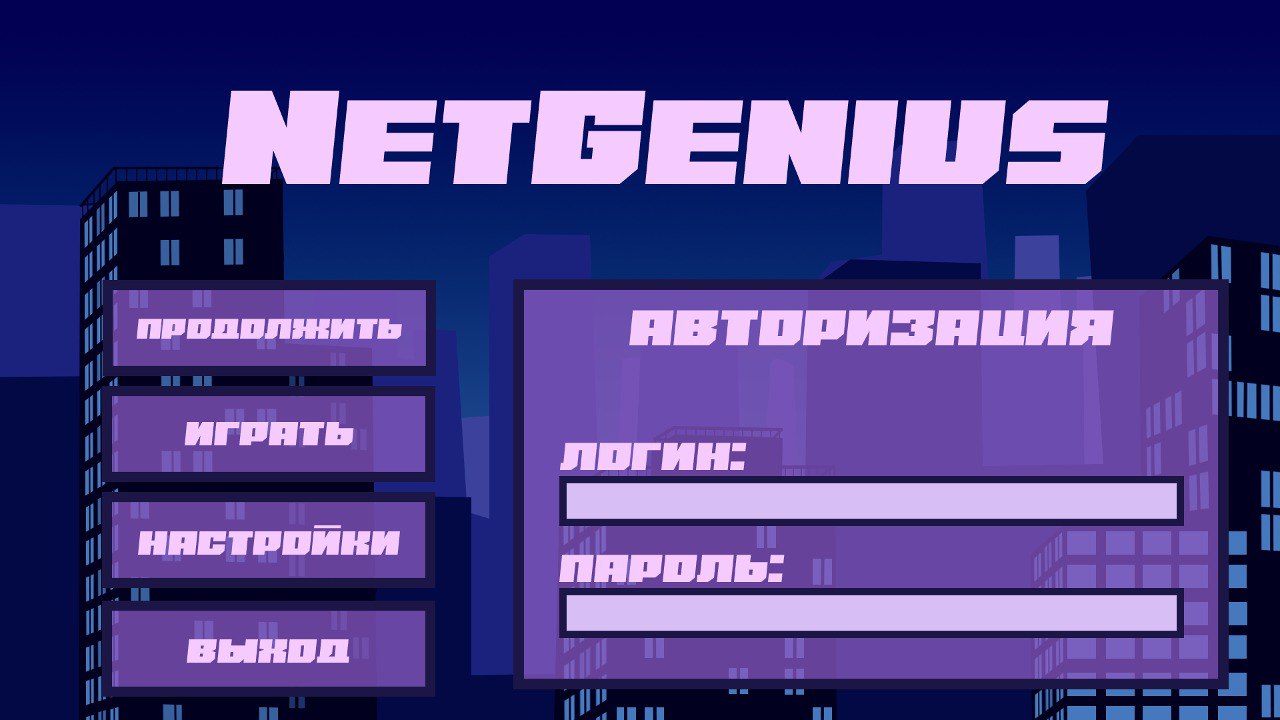 NetGenius
ПРОДОЛЖИТЬ
ИГРАТЬ
НАСТРОЙКИ
ВЫХОД
АВТОРИЗАЦИЯ
ЛОГИН:
ПАРОЛЬ: